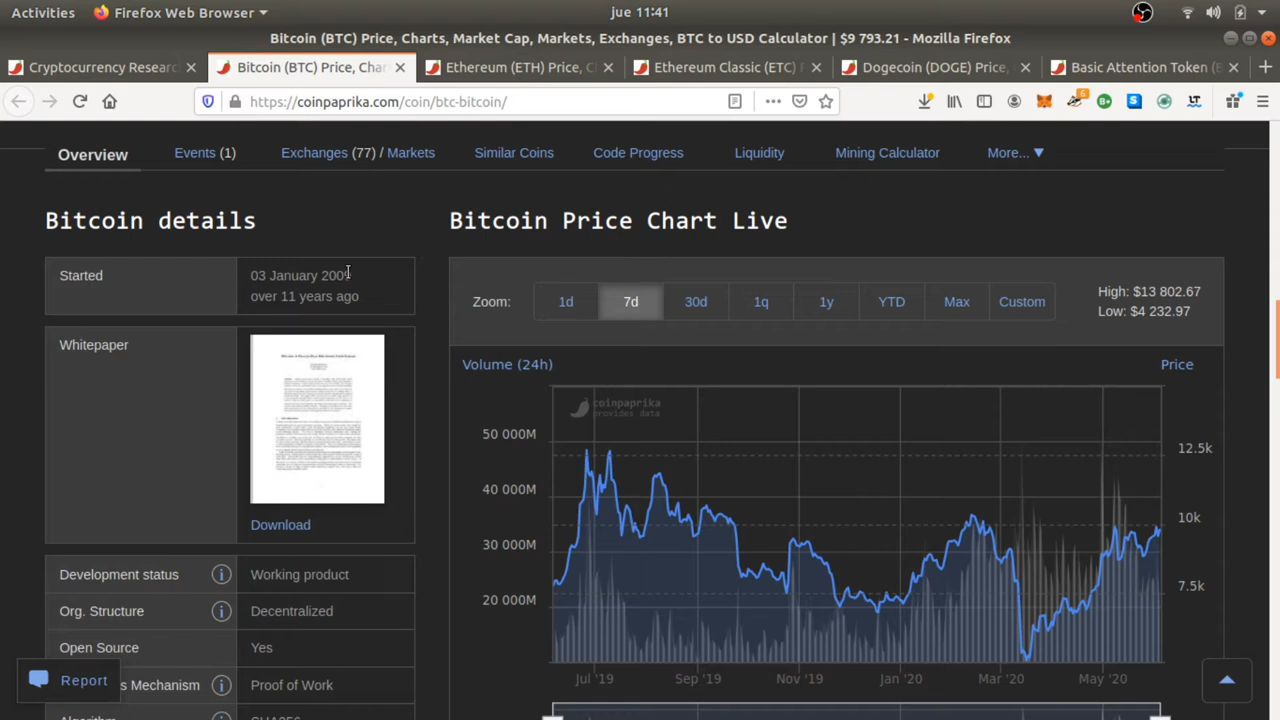 Activities Firefox Web Browser jue 11:41
Bitcoin (BTC) Price, Charts, Market Cap, Markets, Exchanges, BTC to USD Calculator | $9 793.21 - Mozilla Firefox
Cryptocurrency Researc Bitcoin (BTC) Price, Char Ethereum (ETH) Price, C Ethereum Classic (ETC) P Dogecoin (DOGE) Price, Basic Attention Token (B
https://coinpaprika.com/coin/btc-bitcoin/
Overview Events (1) Exchanges (77) / Markets Similar Coins Code Progress Liquidity Mining Calculator More... ▼
Bitcoin details
Started 03 January 2009
over 11 years ago
Whitepaper
Download
Development status i Working product
Org. Structure i Decentralized
Open Source Yes
s Mechanism i Proof of Work
Report
Bitcoin Price Chart Live
Zoom: 1d 7d 30d 1q 1y YTD Max Custom
High: $13 802.67
Low: $4 232.97
Volume (24h) Price
coinpaprika
provides data
50 000M 12.5k
40 000M
10k
30 000M
7.5k
20 000M
Jul '19 Sep '19 Nov '19 Jan '20 Mar '20 May '20